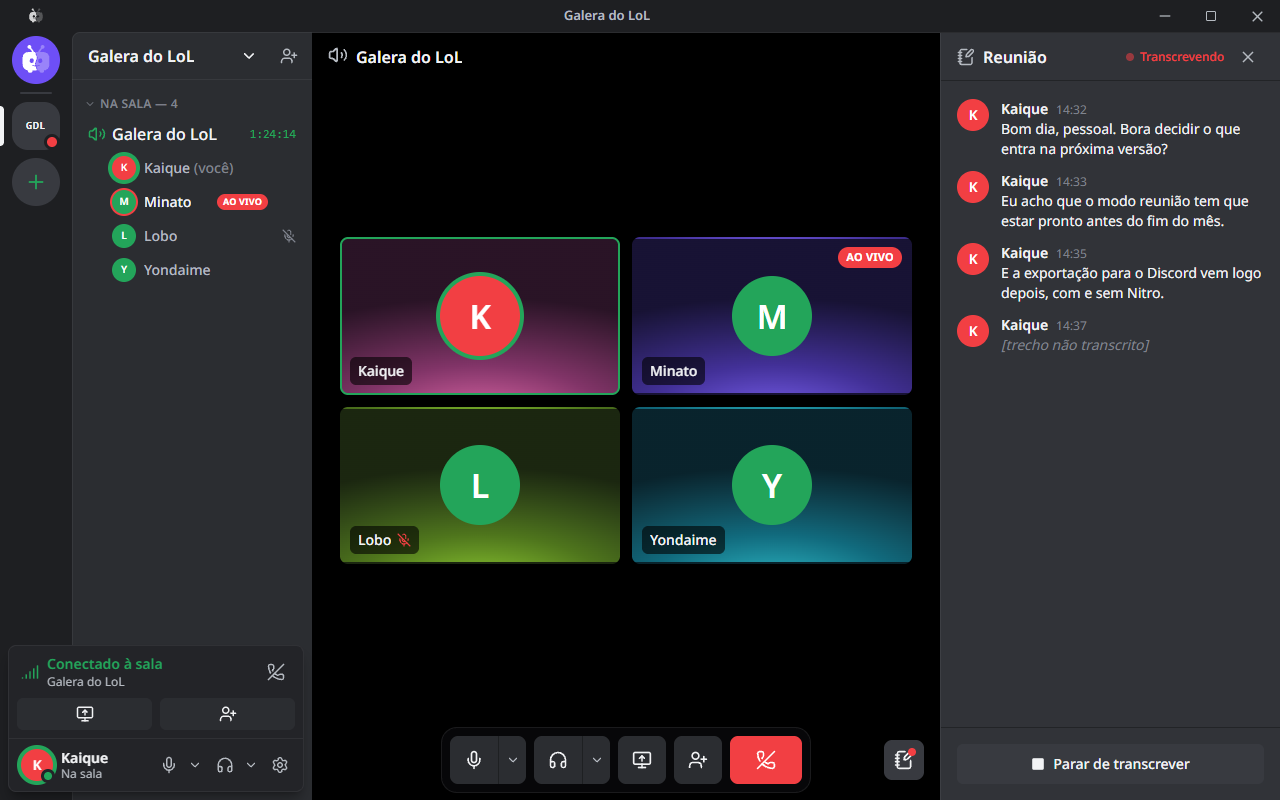 Galera do LoL
Galera do LoL
Galera do LoL
Reunião
Transcrevendo
GDL
NA SALA — 4
Galera do LoL
1:24:14
K
Kaique (você)
M
Minato
AO VIVO
L
Lobo
Y
Yondaime
K
Kaique
AO VIVO
M
Minato
L
Lobo
Y
Yondaime
K
Kaique 14:32
Bom dia, pessoal. Bora decidir o que
entra na próxima versão?
K
Kaique 14:33
Eu acho que o modo reunião tem que
estar pronto antes do fim do mês.
K
Kaique 14:35
E a exportação para o Discord vem logo
depois, com e sem Nitro.
K
Kaique 14:37
[trecho não transcrito]
Conectado à sala
Galera do LoL
K
Kaique
Na sala
Parar de transcrever